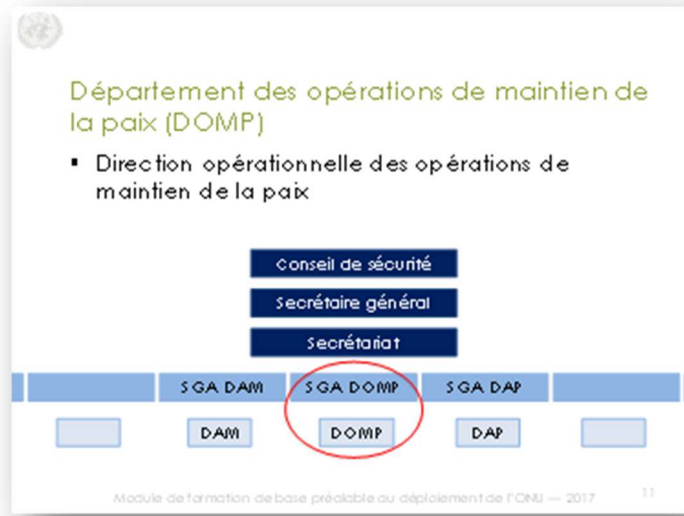 Département des opérations de maintien de
la paix (DOMP)
▪ Direction opérationnelle des opérations de
maintien de la paix
Conseil de sécurité
Secrétaire général
Secrétariat
SGA DAM SGA DOMP SGA DAP
DAM DOMP DAP
Module de formation de base préalable au déploiement de l'ONU — 2017 11